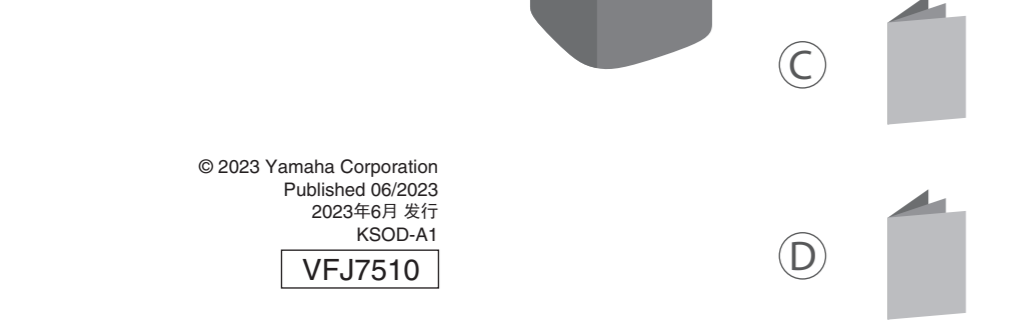 C
© 2023 Yamaha Corporation
Published 06/2023
2023年6月 发行
KSOD-A1
VFJ7510
D